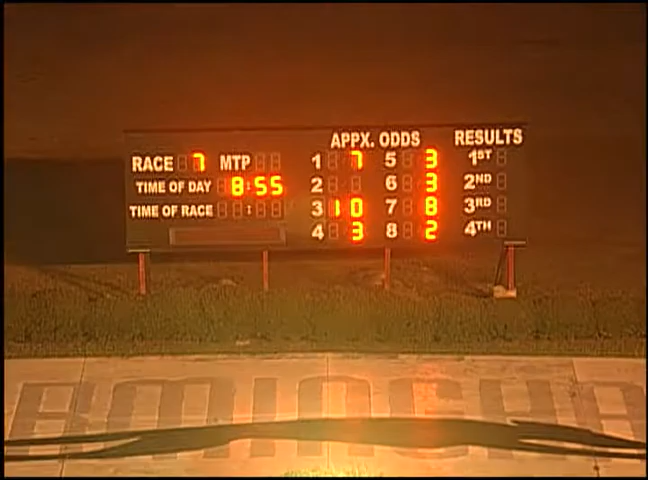 APPX. ODDS RESULTS
RACE 7 MTP 1 7 5 3 1ST
TIME OF DAY 8:55 2 6 3 2ND
TIME OF RACE : 3 10 7 8 3RD
4 3 8 2 4TH
BIRMINGHA